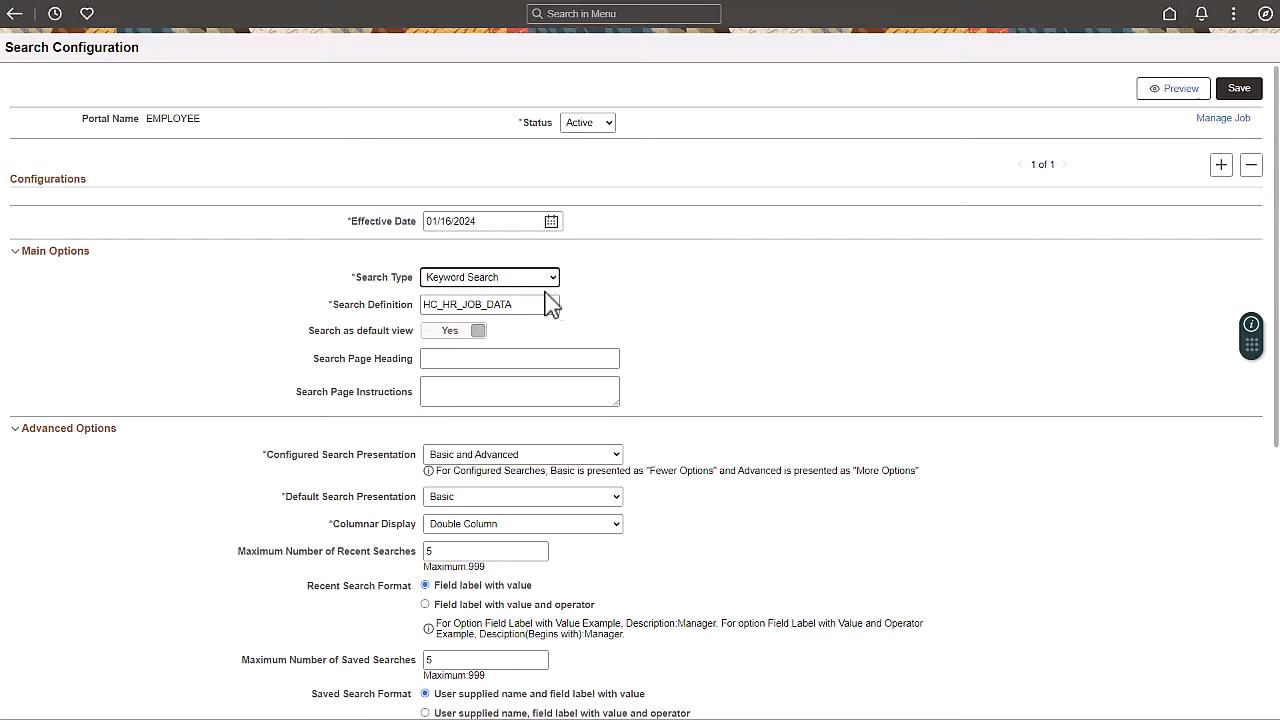 Search in Menu
Search Configuration
Preview
Save
Portal Name EMPLOYEE
*Status Active
Manage Job
1 of 1
Configurations
*Effective Date 01/16/2024
Main Options
*Search Type Keyword Search
*Search Definition HC_HR_JOB_DATA
Search as default view Yes
Search Page Heading
Search Page Instructions
Advanced Options
*Configured Search Presentation Basic and Advanced
For Configured Searches, Basic is presented as "Fewer Options" and Advanced is presented as "More Options"
*Default Search Presentation Basic
*Columnar Display Double Column
Maximum Number of Recent Searches 5
Maximum:999
Recent Search Format Field label with value
Field label with value and operator
For Option Field Label with Value Example, Description:Manager. For option Field Label with Value and Operator
Example, Desciption(Begins with):Manager.
Maximum Number of Saved Searches 5
Maximum:999
Saved Search Format User supplied name and field label with value
User supplied name, field label with value and operator